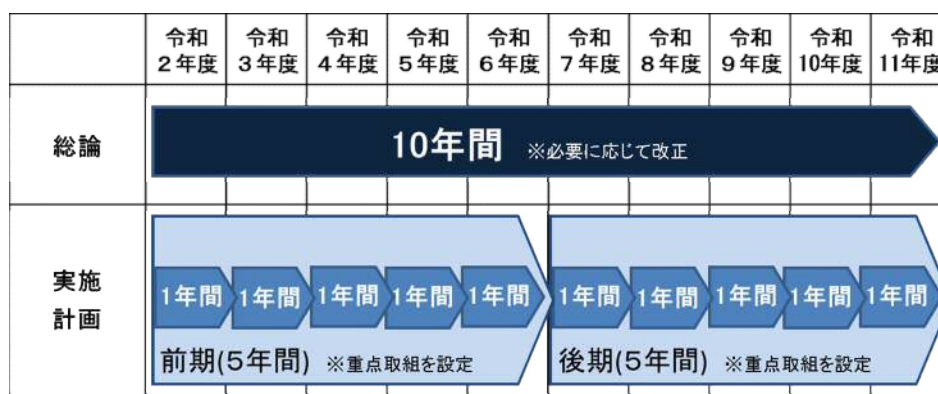 令和 令和 令和 令和 令和 令和 令和 令和 令和 令和
2年度 3年度 4年度 5年度 6年度 7年度 8年度 9年度 10年度 11年度
総論
10年間 ※必要に応じて改正
実施
計画
1年間 1年間 1年間 1年間 1年間 1年間 1年間 1年間 1年間 1年間
前期(5年間) ※重点取組を設定 後期(5年間) ※重点取組を設定